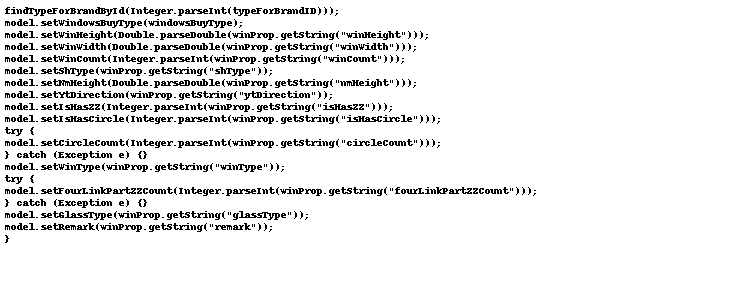 findTypeForBrandById(Integer.parseInt(typeForBrandID)));
model.setWindowsBuyType(windowsBuyType);
model.setWinHeight(Double.parseDouble(winProp.getString("winHeight")));
model.setWinWidth(Double.parseDouble(winProp.getString("winWidth")));
model.setWinCount(Integer.parseInt(winProp.getString("winCount")));
model.setShType(winProp.getString("shType"));
model.setNmHeight(Double.parseDouble(winProp.getString("nmHeight")));
model.setYtDirection(winProp.getString("ytDirection"));
model.setIsHasZZ(Integer.parseInt(winProp.getString("isHasZZ")));
model.setIsHasCircle(Integer.parseInt(winProp.getString("isHasCircle")));
try {
model.setCircleCount(Integer.parseInt(winProp.getString("circleCount")));
} catch (Exception e) {}
model.setWinType(winProp.getString("winType"));
try {
model.setFourLinkPartZZCount(Integer.parseInt(winProp.getString("fourLinkPartZZCount")));
} catch (Exception e) {}
model.setGlassType(winProp.getString("glassType"));
model.setRemark(winProp.getString("remark"));
}